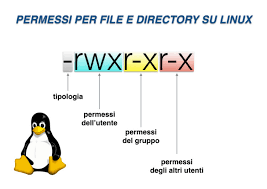 PERMESSI PER FILE E DIRECTORY SU LINUX
-rwxr-xr-x
tipologia
permessi
dell'utente
permessi
del gruppo
permessi
degli altri utenti